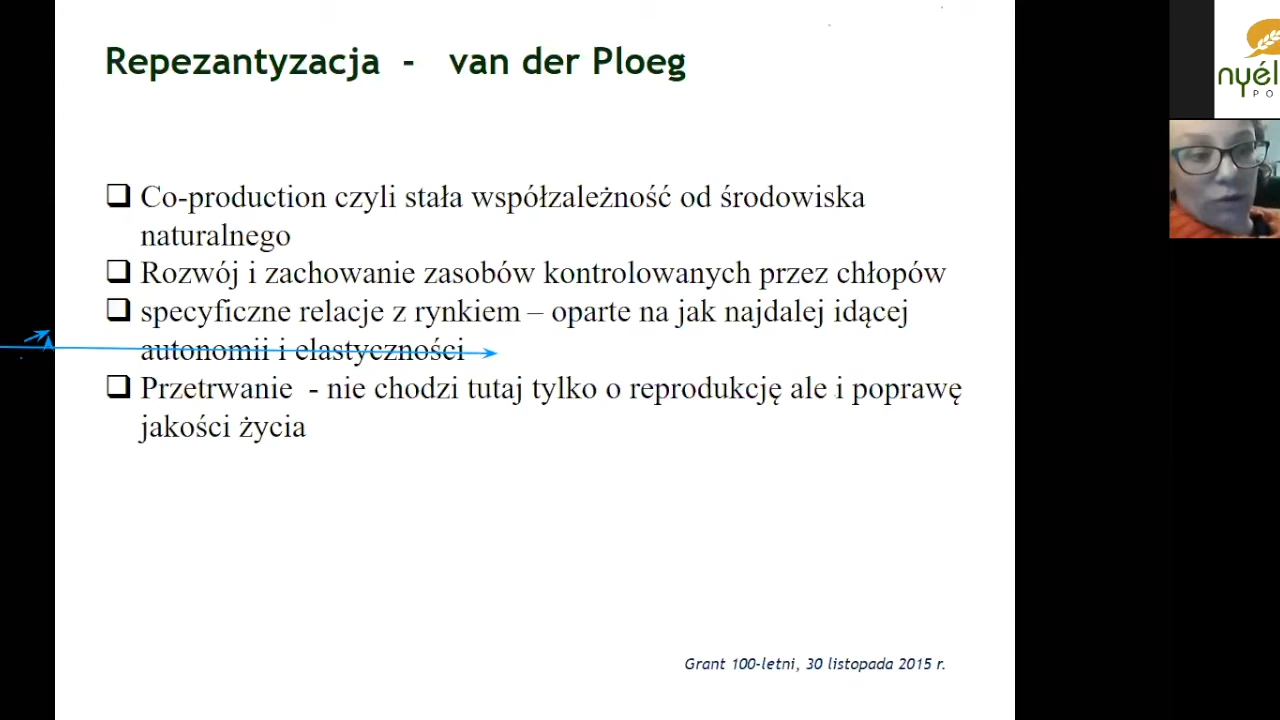 Repezantyzacja - van der Ploeg
Co-production czyli stała współzależność od środowiska
naturalnego
Rozwój i zachowanie zasobów kontrolowanych przez chłopów
specyficzne relacje z rynkiem – oparte na jak najdalej idącej
autonomii i elastyczności
Przetrwanie - nie chodzi tutaj tylko o reprodukcję ale i poprawę
jakości życia
Grant 100-letni, 30 listopada 2015 r.
nyél
PO